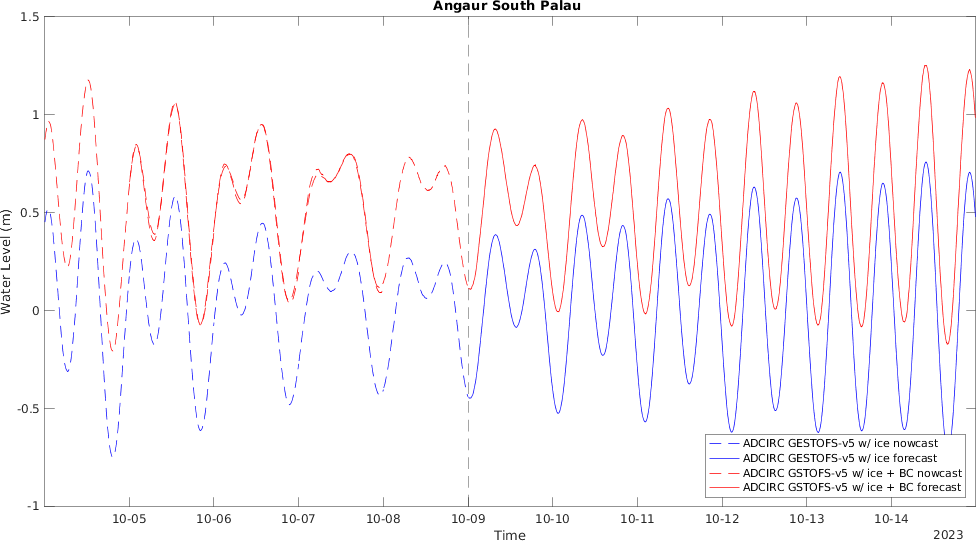 Angaur South Palau
1.5
1
0.5
0
-0.5
-1
Water Level (m)
ADCIRC GESTOFS-v5 w/ ice nowcast
ADCIRC GESTOFS-v5 w/ ice forecast
ADCIRC GSTOFS-v5 w/ ice + BC nowcast
ADCIRC GSTOFS-v5 w/ ice + BC forecast
10-05 10-06 10-07 10-08 10-09 10-10 10-11 10-12 10-13 10-14
Time
2023